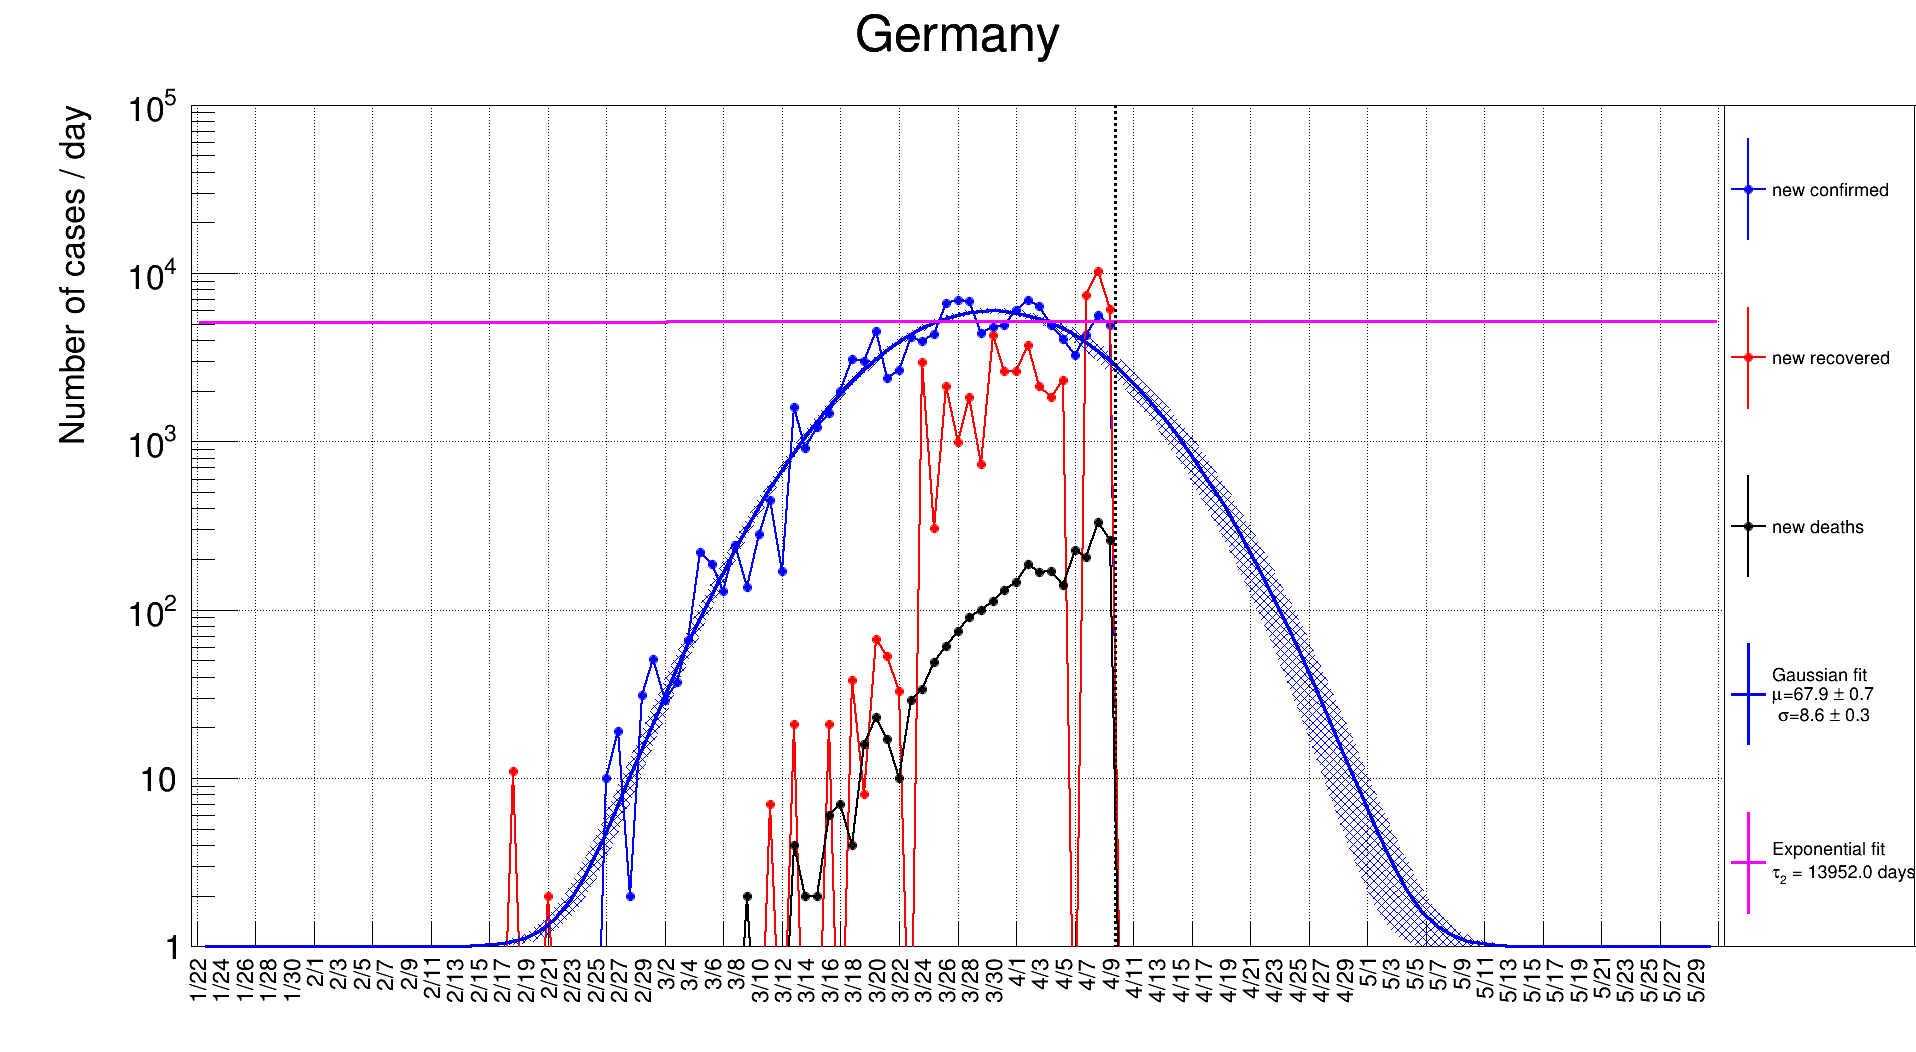 Germany
Number of cases / day
10^5
10^4
10^3
10^2
10
1
1/22 1/24 1/26 1/28 1/30 2/1 2/3 2/5 2/7 2/9 2/11 2/13 2/15 2/17 2/19 2/21 2/23 2/25 2/27 2/29 3/2 3/4 3/6 3/8 3/10 3/12 3/14 3/16 3/18 3/20 3/22 3/24 3/26 3/28 3/30 4/1 4/3 4/5 4/7 4/9 4/11 4/13 4/15 4/17 4/19 4/21 4/23 4/25 4/27 4/29 5/1 5/3 5/5 5/7 5/9 5/11 5/13 5/15 5/17 5/19 5/21 5/23 5/25 5/27 5/29
new confirmed
new recovered
new deaths
Gaussian fit
μ=67.9 ± 0.7
σ=8.6 ± 0.3
Exponential fit
τ₂ = 13952.0 days